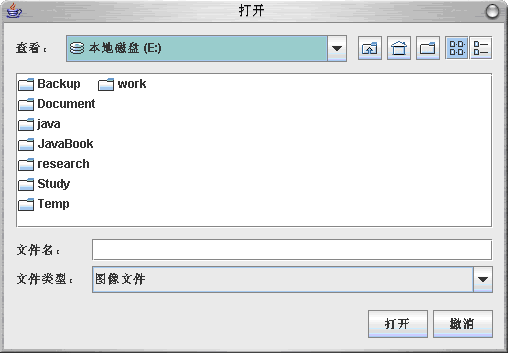 打开
查看： 本地磁盘 (E:)
Backup work
Document
java
JavaBook
research
Study
Temp
文件名：
文件类型： 图像文件
打开 撤消